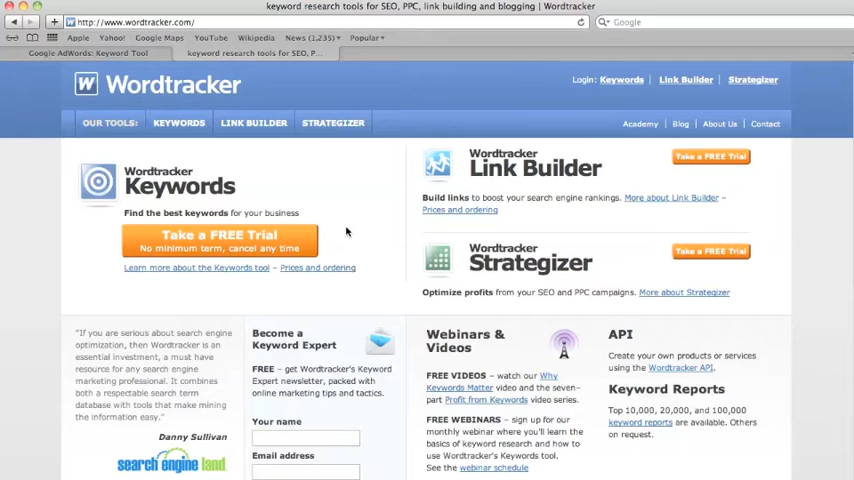 keyword research tools for SEO, PPC, link building and blogging | Wordtracker
http://www.wordtracker.com/
Google
Apple Yahoo! Google Maps YouTube Wikipedia News (1,235) Popular
Google AdWords: Keyword Tool
keyword research tools for SEO, P...
W Wordtracker
Login: Keywords | Link Builder | Strategizer
OUR TOOLS: KEYWORDS LINK BUILDER STRATEGIZER
Academy | Blog | About Us | Contact
Wordtracker
Keywords
Find the best keywords for your business
Take a FREE Trial
No minimum term, cancel any time
Learn more about the Keywords tool – Prices and ordering
Wordtracker
Link Builder
Take a FREE Trial
Build links to boost your search engine rankings. More about Link Builder –
Prices and ordering
Wordtracker
Strategizer
Take a FREE Trial
Optimize profits from your SEO and PPC campaigns. More about Strategizer
"If you are serious about search engine
optimization, then Wordtracker is an
essential investment, a must have
resource for any search engine
marketing professional. It combines
both a respectable search term
database with tools that make mining
the information easy."
Danny Sullivan
search engine land
Become a
Keyword Expert
FREE – get Wordtracker's Keyword
Expert newsletter, packed with
online marketing tips and tactics.
Your name
Email address
Webinars &
Videos
FREE VIDEOS – watch our Why
Keywords Matter video and the seven-
part Profit from Keywords video series.
FREE WEBINARS – sign up for our
monthly webinar where you'll learn the
basics of keyword research and how to
use Wordtracker's Keywords tool.
See the webinar schedule
API
Create your own products or services
using the Wordtracker API.
Keyword Reports
Top 10,000, 20,000, and 100,000
keyword reports are available. Others
on request.